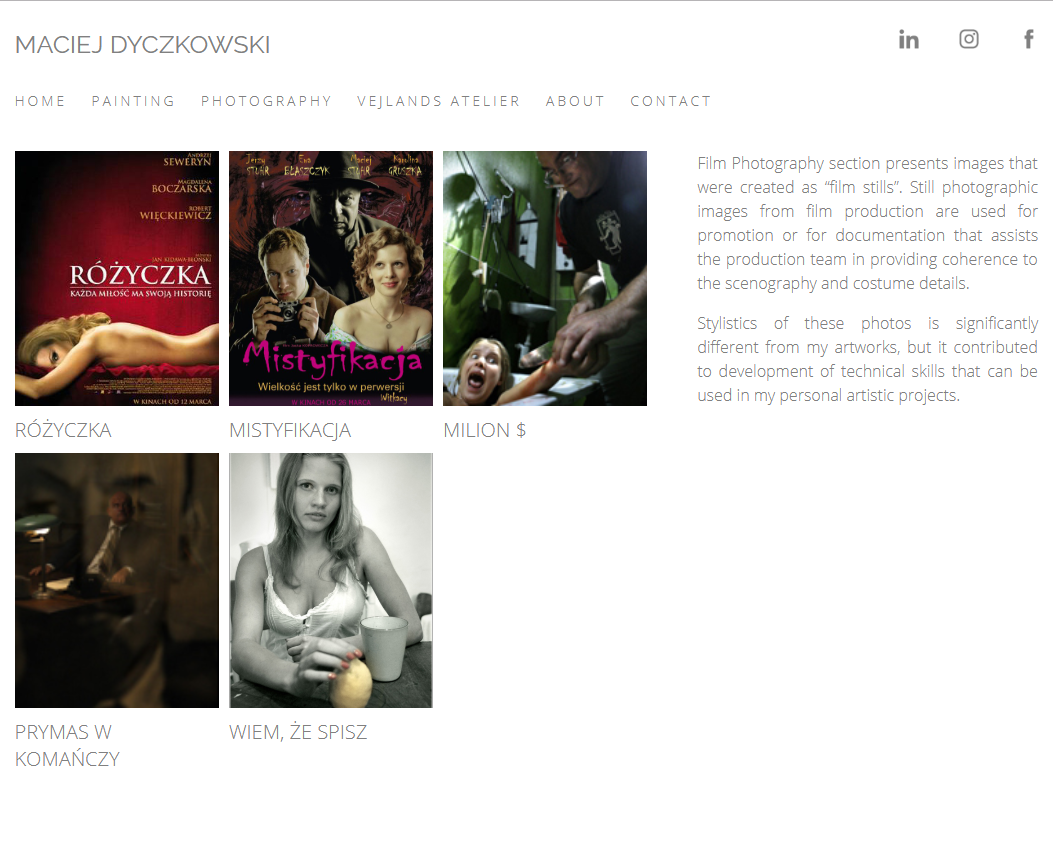 MACIEJ DYCZKOWSKI
in
f
HOME PAINTING PHOTOGRAPHY VEJLANDS ATELIER ABOUT CONTACT
ANDRZEJ
SEWERYN
MAGDALENA
BOCZARSKA
ROBERT
WIĘCKIEWICZ
JAN KIDAWA-BŁOŃSKI
RÓŻYCZKA
KAŻDA MIŁOŚĆ MA SWOJĄ HISTORIĘ
W KINACH OD 12 MARCA
Jerzy Ewa Maciej Karolina
STUHR BŁASZCZYK STUHR GRUSZKA
Mistyfikacja
Wielkość jest tylko w perwersji
Witkacy
W KINACH OD 26 MARCA
Film Photography section presents images that
were created as “film stills”. Still photographic
images from film production are used for
promotion or for documentation that assists
the production team in providing coherence to
the scenography and costume details.
Stylistics of these photos is significantly
different from my artworks, but it contributed
to development of technical skills that can be
used in my personal artistic projects.
RÓŻYCZKA
MISTYFIKACJA
MILION $
PRYMAS W
KOMAŃCZY
WIEM, ŻE SPISZ